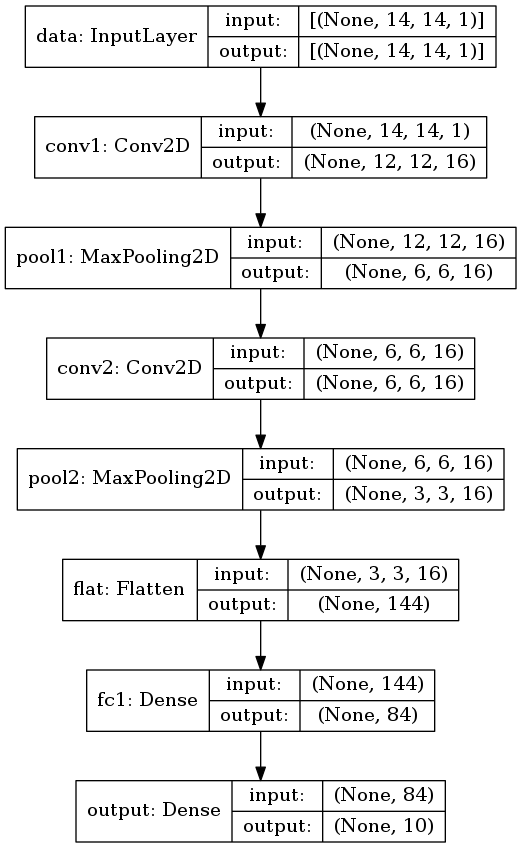 data: InputLayer
input: [(None, 14, 14, 1)]
output: [(None, 14, 14, 1)]
conv1: Conv2D
input: (None, 14, 14, 1)
output: (None, 12, 12, 16)
pool1: MaxPooling2D
input: (None, 12, 12, 16)
output: (None, 6, 6, 16)
conv2: Conv2D
input: (None, 6, 6, 16)
output: (None, 6, 6, 16)
pool2: MaxPooling2D
input: (None, 6, 6, 16)
output: (None, 3, 3, 16)
flat: Flatten
input: (None, 3, 3, 16)
output: (None, 144)
fc1: Dense
input: (None, 144)
output: (None, 84)
output: Dense
input: (None, 84)
output: (None, 10)